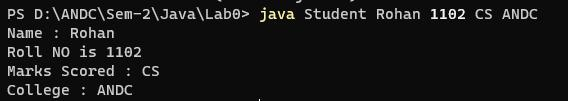 PS D:\ANDC\Sem-2\Java\Lab0> java Student Rohan 1102 CS ANDC
Name : Rohan
Roll NO is 1102
Marks Scored : CS
College : ANDC